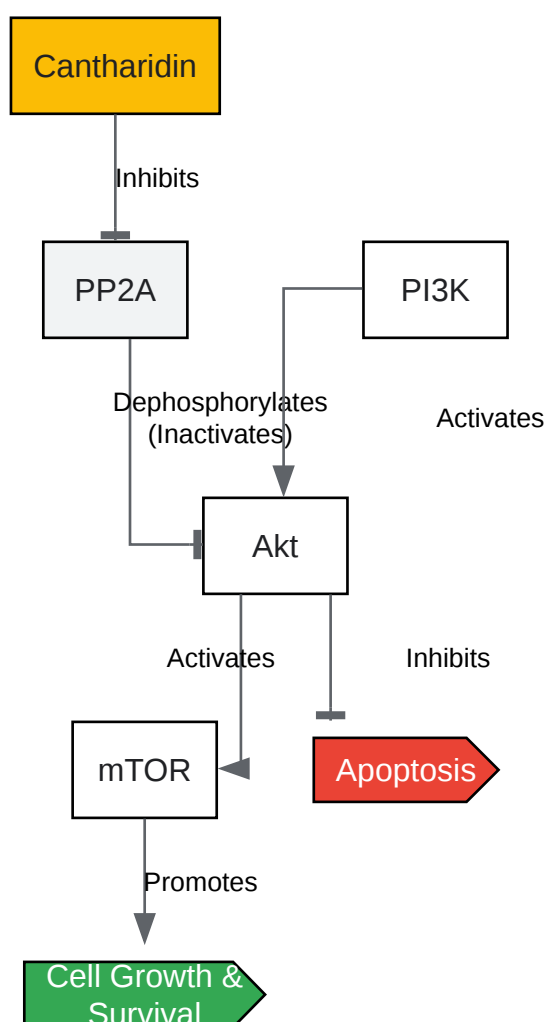 Cantharidin
Inhibits
PP2A
PI3K
Dephosphorylates
(Inactivates)
Activates
Akt
Activates
Inhibits
mTOR
Apoptosis
Promotes
Cell Growth &
Survival